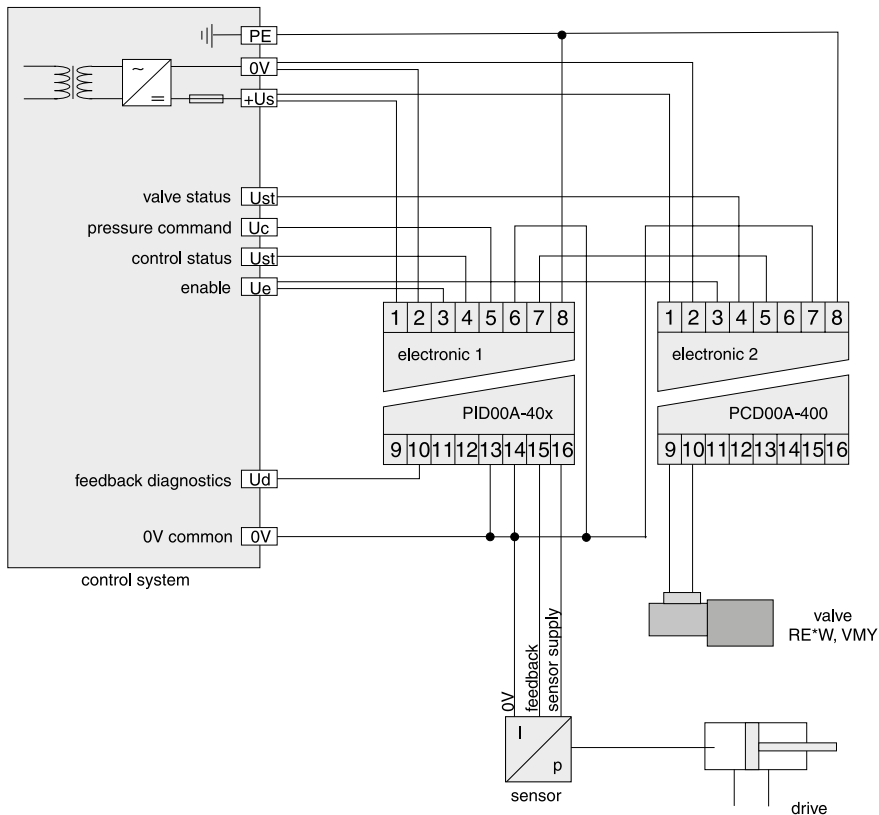 PE
0V
~
=
+Us
valve status Ust
pressure command Uc
control status Ust
enable Ue
1 2 3 4 5 6 7 8
electronic 1
PID00A-40x
9 10 11 12 13 14 15 16
1 2 3 4 5 6 7 8
electronic 2
PCD00A-400
9 10 11 12 13 14 15 16
feedback diagnostics Ud
0V common 0V
control system
valve
RE*W, VMY
0V
feedback
sensor supply
I
p
sensor
drive